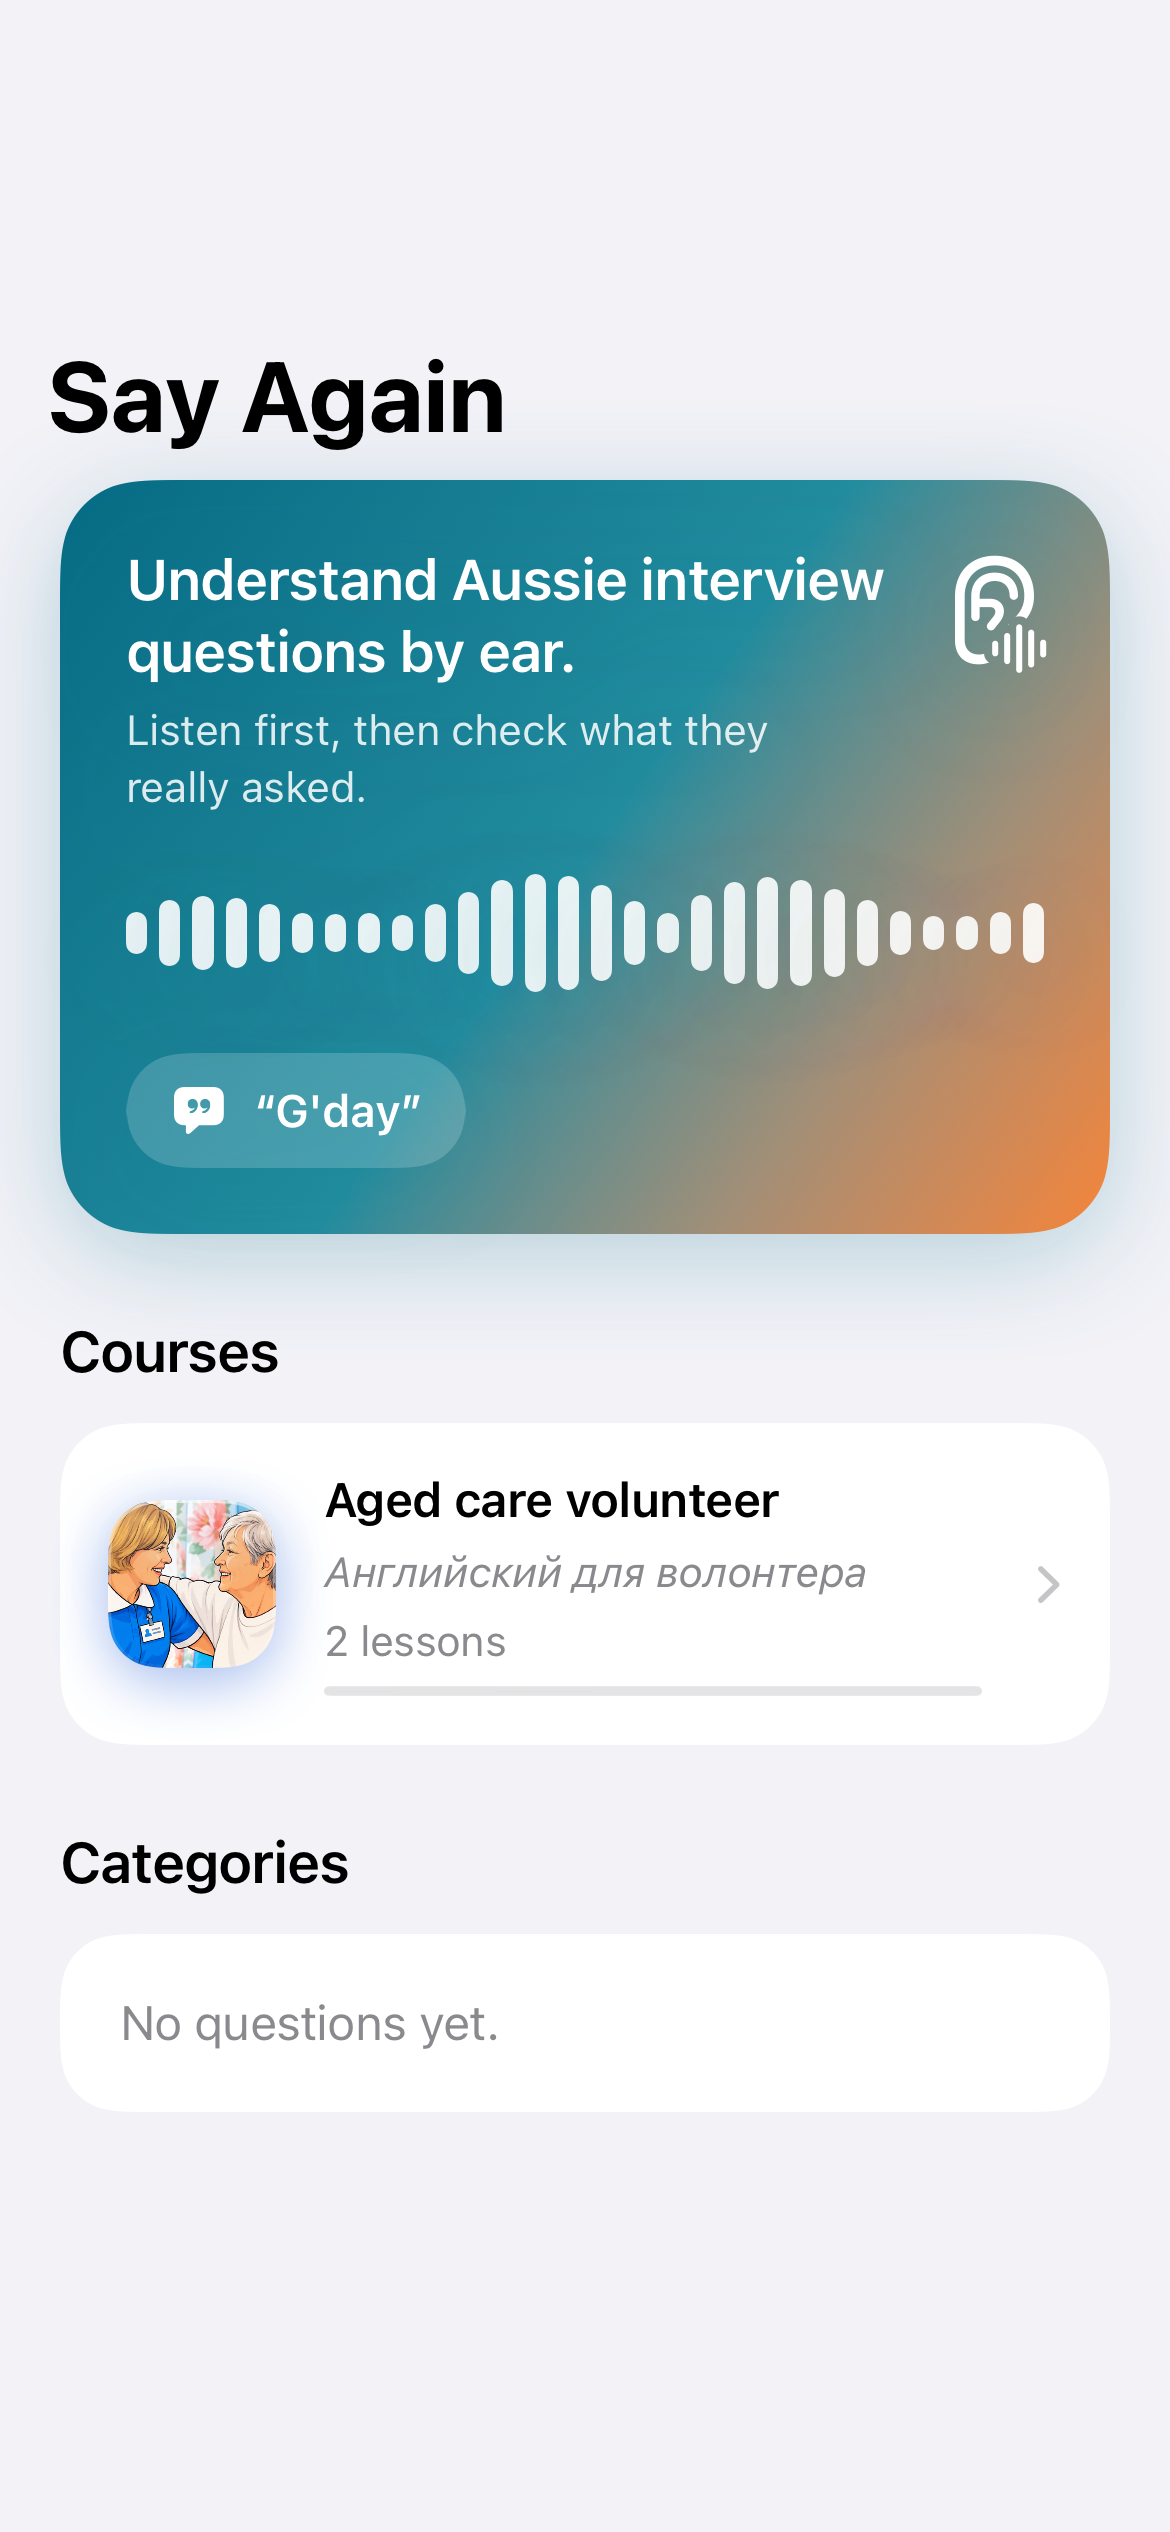 Say Again
Understand Aussie interview
questions by ear.
Listen first, then check what they
really asked.
“G'day”
Courses
Aged care volunteer
Английский для волонтера
2 lessons
Categories
No questions yet.